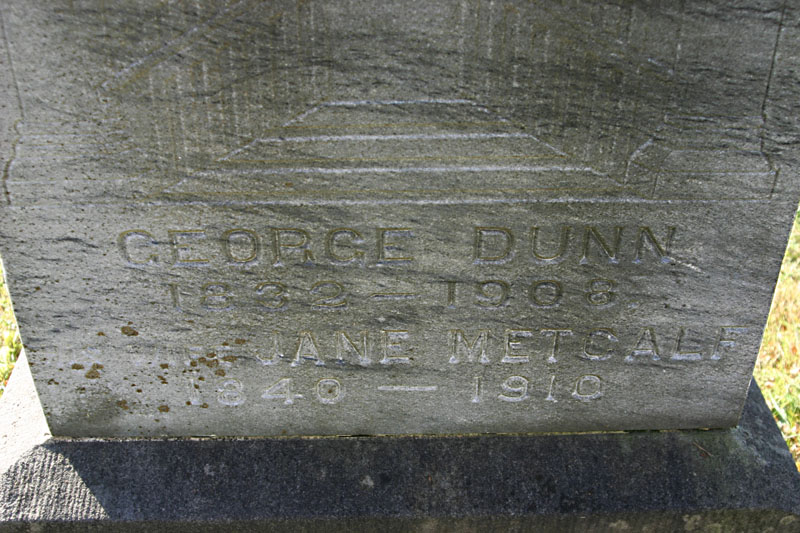 GEORGE DUNN
1832 — 1908
JANE METCALF
1840 — 1910